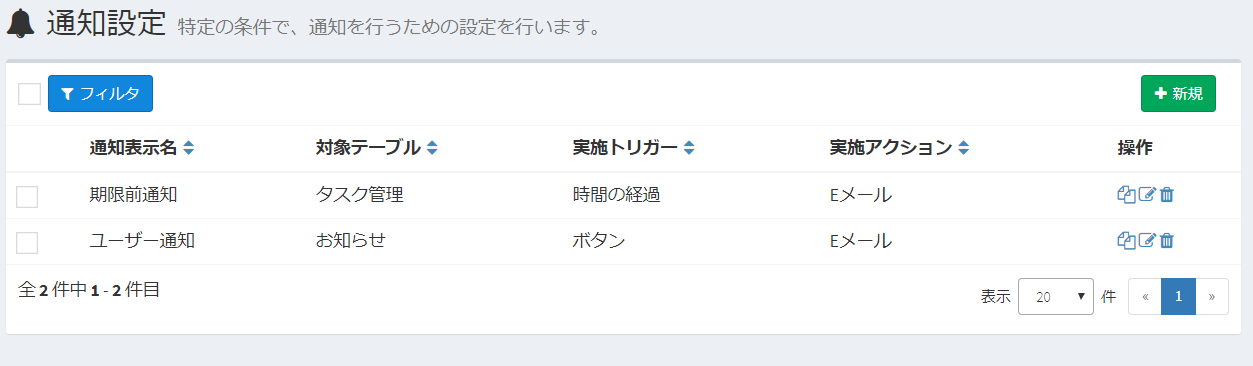 通知設定 特定の条件で、通知を行うための設定を行います。
フィルタ 新規
通知表示名 対象テーブル 実施トリガー 実施アクション 操作
期限前通知 タスク管理 時間の経過 Eメール
ユーザー通知 お知らせ ボタン Eメール
全 2 件中 1 - 2 件目
表示 20 件 « 1 »